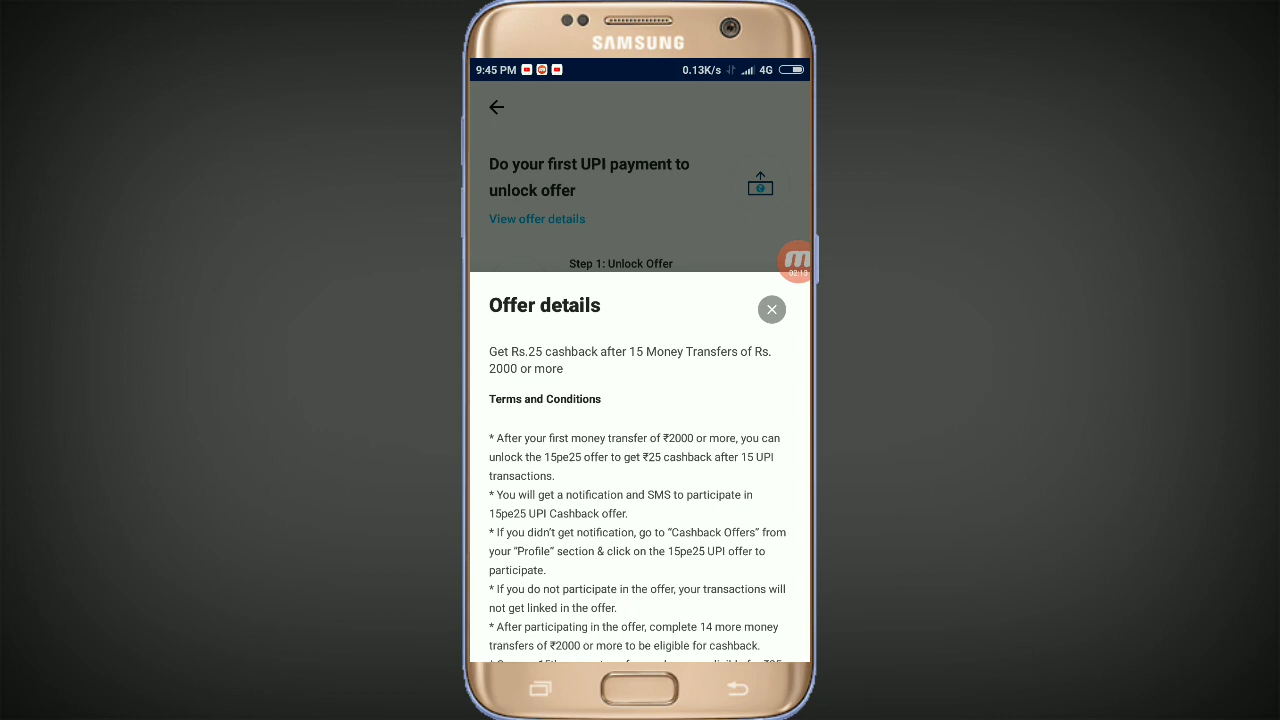 SAMSUNG
9:45 PM 0.13K/s 4G
Do your first UPI payment to
unlock offer
View offer details
Step 1: Unlock Offer
02:13
Offer details
Get Rs.25 cashback after 15 Money Transfers of Rs.
2000 or more
Terms and Conditions
* After your first money transfer of ₹2000 or more, you can
unlock the 15pe25 offer to get ₹25 cashback after 15 UPI
transactions.
* You will get a notification and SMS to participate in
15pe25 UPI Cashback offer.
* If you didn't get notification, go to “Cashback Offers” from
your “Profile” section & click on the 15pe25 UPI offer to
participate.
* If you do not participate in the offer, your transactions will
not get linked in the offer.
* After participating in the offer, complete 14 more money
transfers of ₹2000 or more to be eligible for cashback.